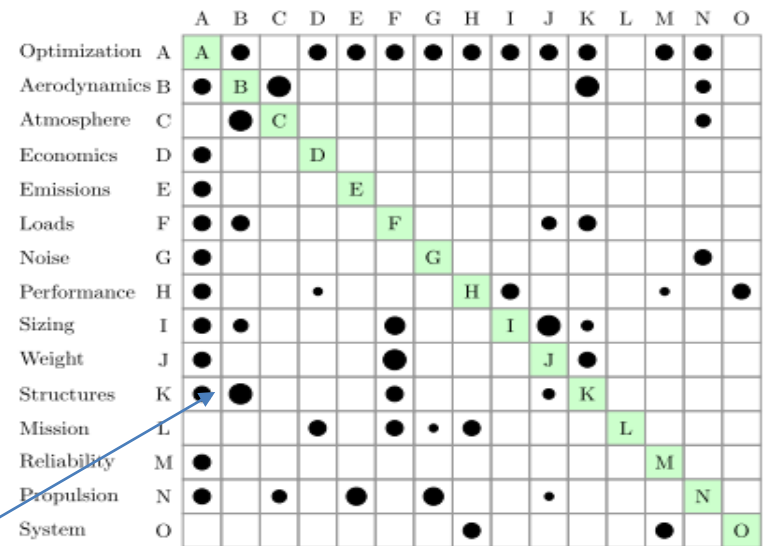 A B C D E F G H I J K L M N O
Optimization A A
Aerodynamics B B
Atmosphere C C
Economics D D
Emissions E E
Loads F F
Noise G G
Performance H H
Sizing I I
Weight J J
Structures K K
Mission L L
Reliability M M
Propulsion N N
System O O